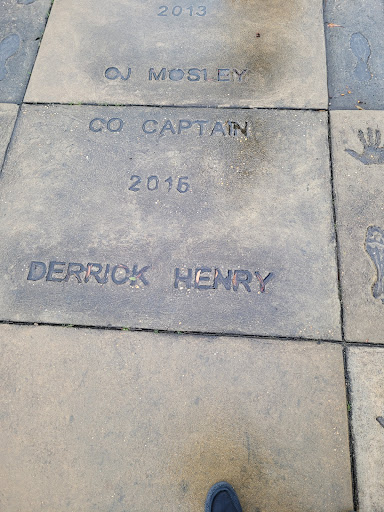 2013
OJ MOSLEY
CO CAPTAIN
2015
DERRICK HENRY